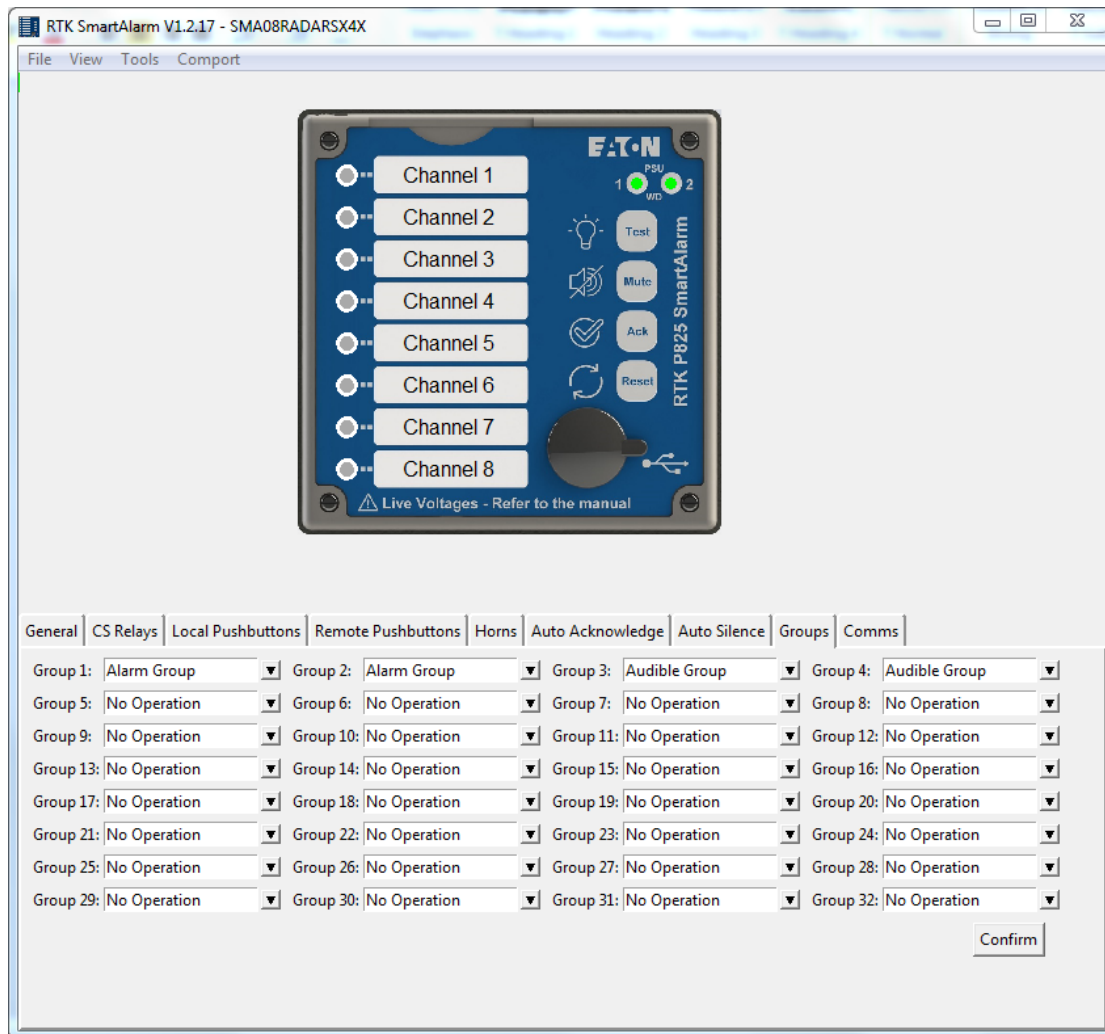 RTK SmartAlarm V1.2.17 - SMA08RADARSX4X
File View Tools Comport
EATON
PSU
1 2
WD
Channel 1
Channel 2
Channel 3
Channel 4
Channel 5
Channel 6
Channel 7
Channel 8
Test
Mute
Ack
Reset
RTK P825 SmartAlarm
Live Voltages - Refer to the manual
General CS Relays Local Pushbuttons Remote Pushbuttons Horns Auto Acknowledge Auto Silence Groups Comms
Group 1: Alarm Group Group 2: Alarm Group Group 3: Audible Group Group 4: Audible Group
Group 5: No Operation Group 6: No Operation Group 7: No Operation Group 8: No Operation
Group 9: No Operation Group 10: No Operation Group 11: No Operation Group 12: No Operation
Group 13: No Operation Group 14: No Operation Group 15: No Operation Group 16: No Operation
Group 17: No Operation Group 18: No Operation Group 19: No Operation Group 20: No Operation
Group 21: No Operation Group 22: No Operation Group 23: No Operation Group 24: No Operation
Group 25: No Operation Group 26: No Operation Group 27: No Operation Group 28: No Operation
Group 29: No Operation Group 30: No Operation Group 31: No Operation Group 32: No Operation
Confirm